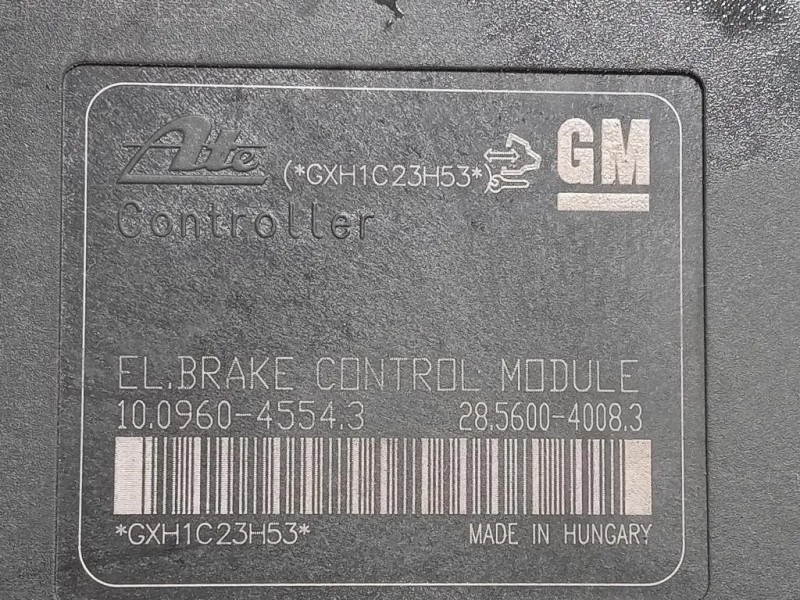 Ate
(*GXH1C23H53*)
GM
Controller
EL.BRAKE CONTROL MODULE
10.0960-4554.3 28.5600-4008.3
*GXH1C23H53* MADE IN HUNGARY